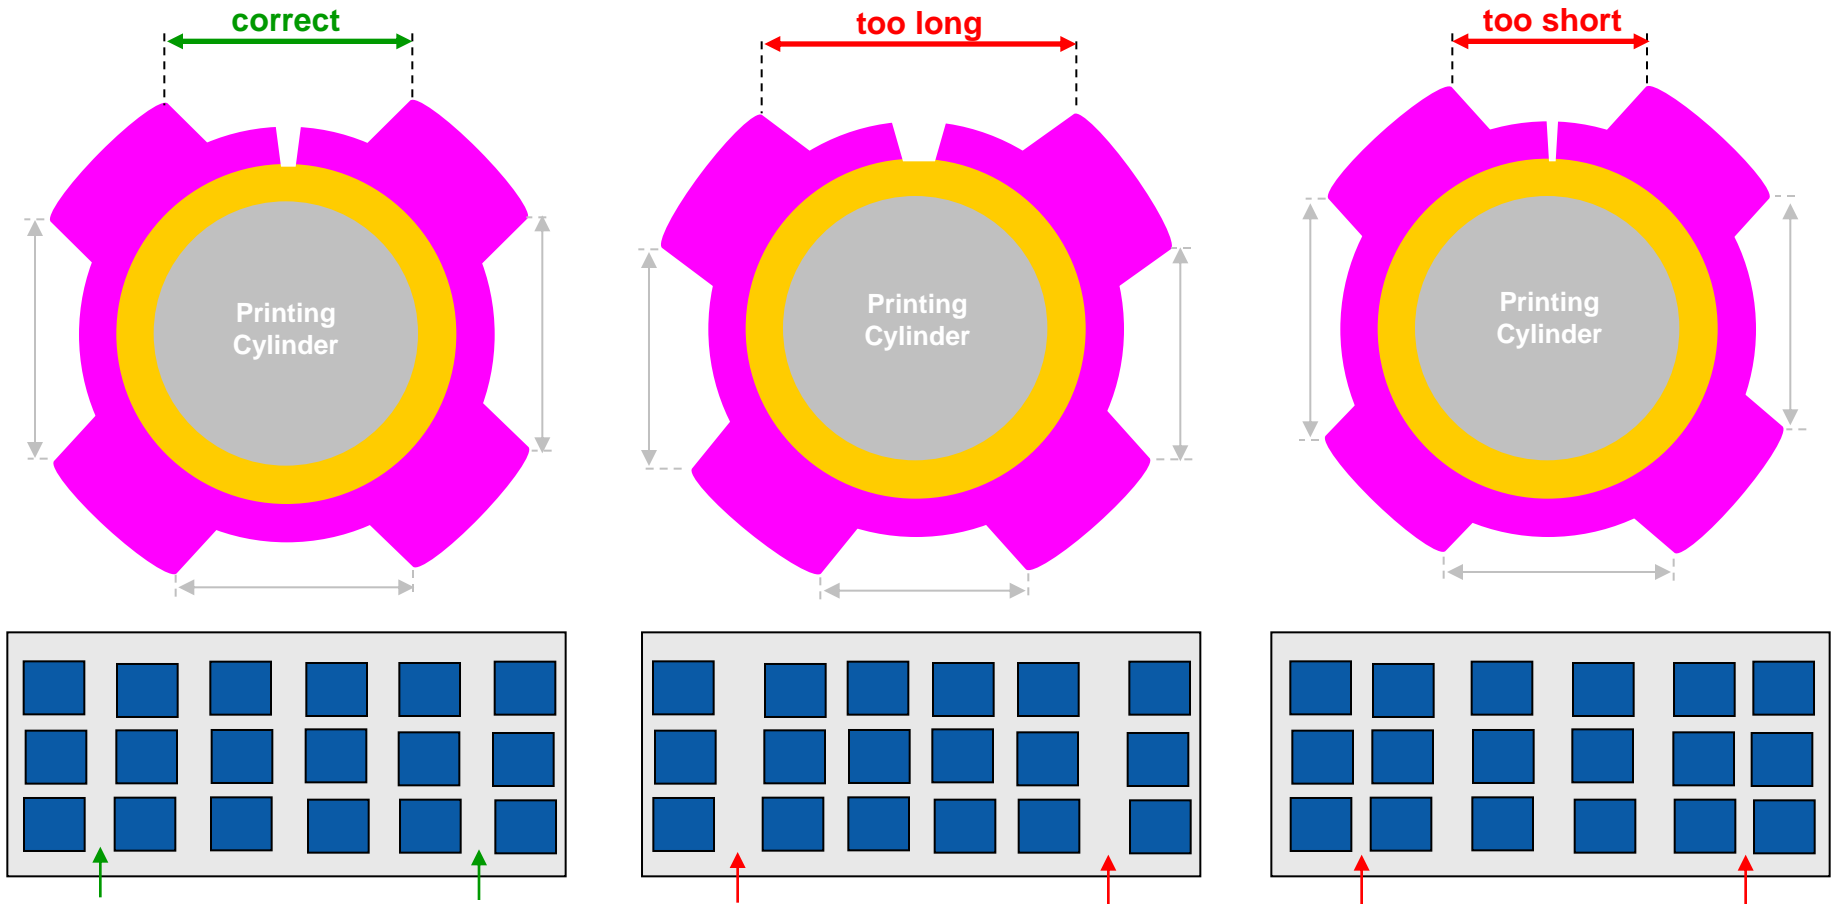 correct
too long
too short
Printing
Cylinder
Printing
Cylinder
Printing
Cylinder